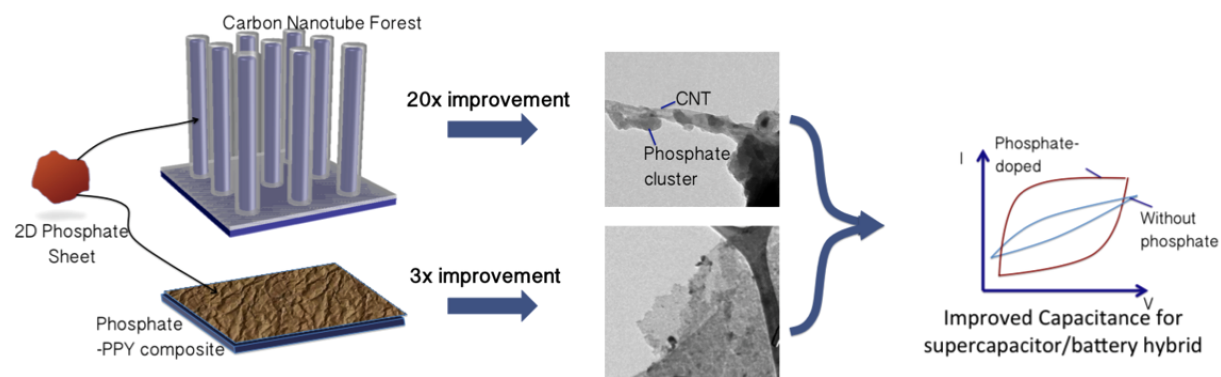 Carbon Nanotube Forest
20x improvement
CNT
Phosphate
cluster
2D Phosphate
Sheet
3x improvement
Phosphate
-PPY composite
I
Phosphate-
doped
Without
phosphate
V
Improved Capacitance for
supercapacitor/battery hybrid